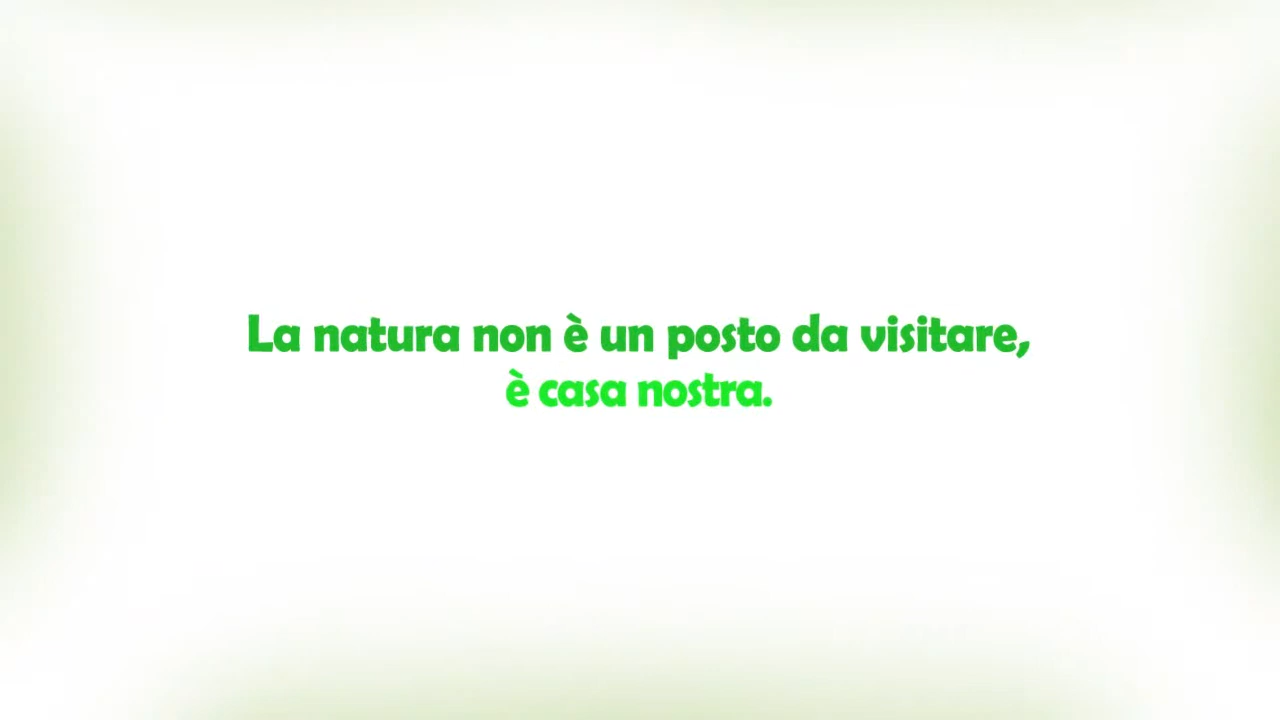 La natura non è un posto da visitare,
è casa nostra.